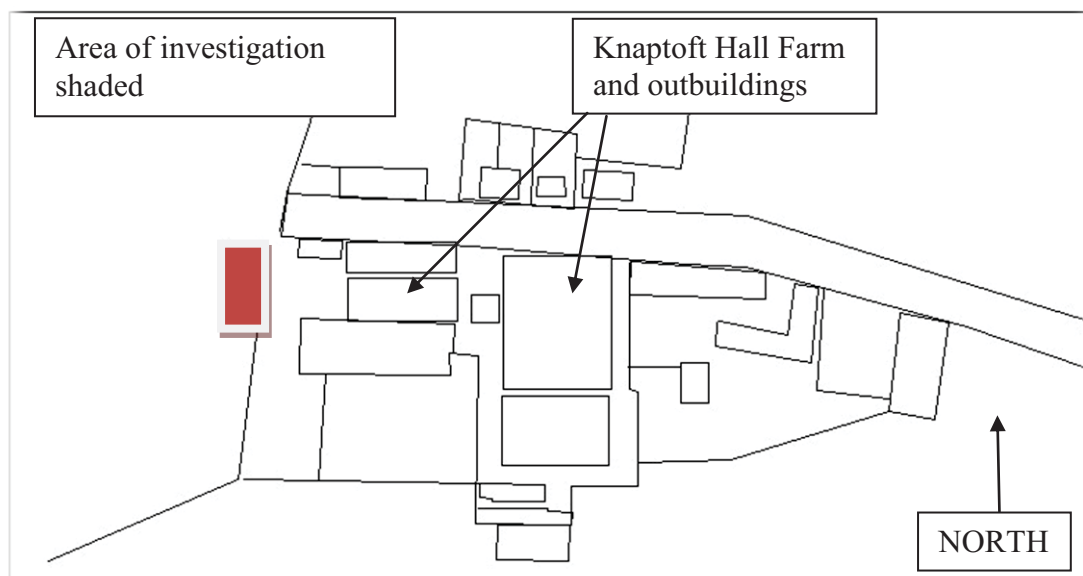 Area of investigation
shaded
Knaptoft Hall Farm
and outbuildings
NORTH